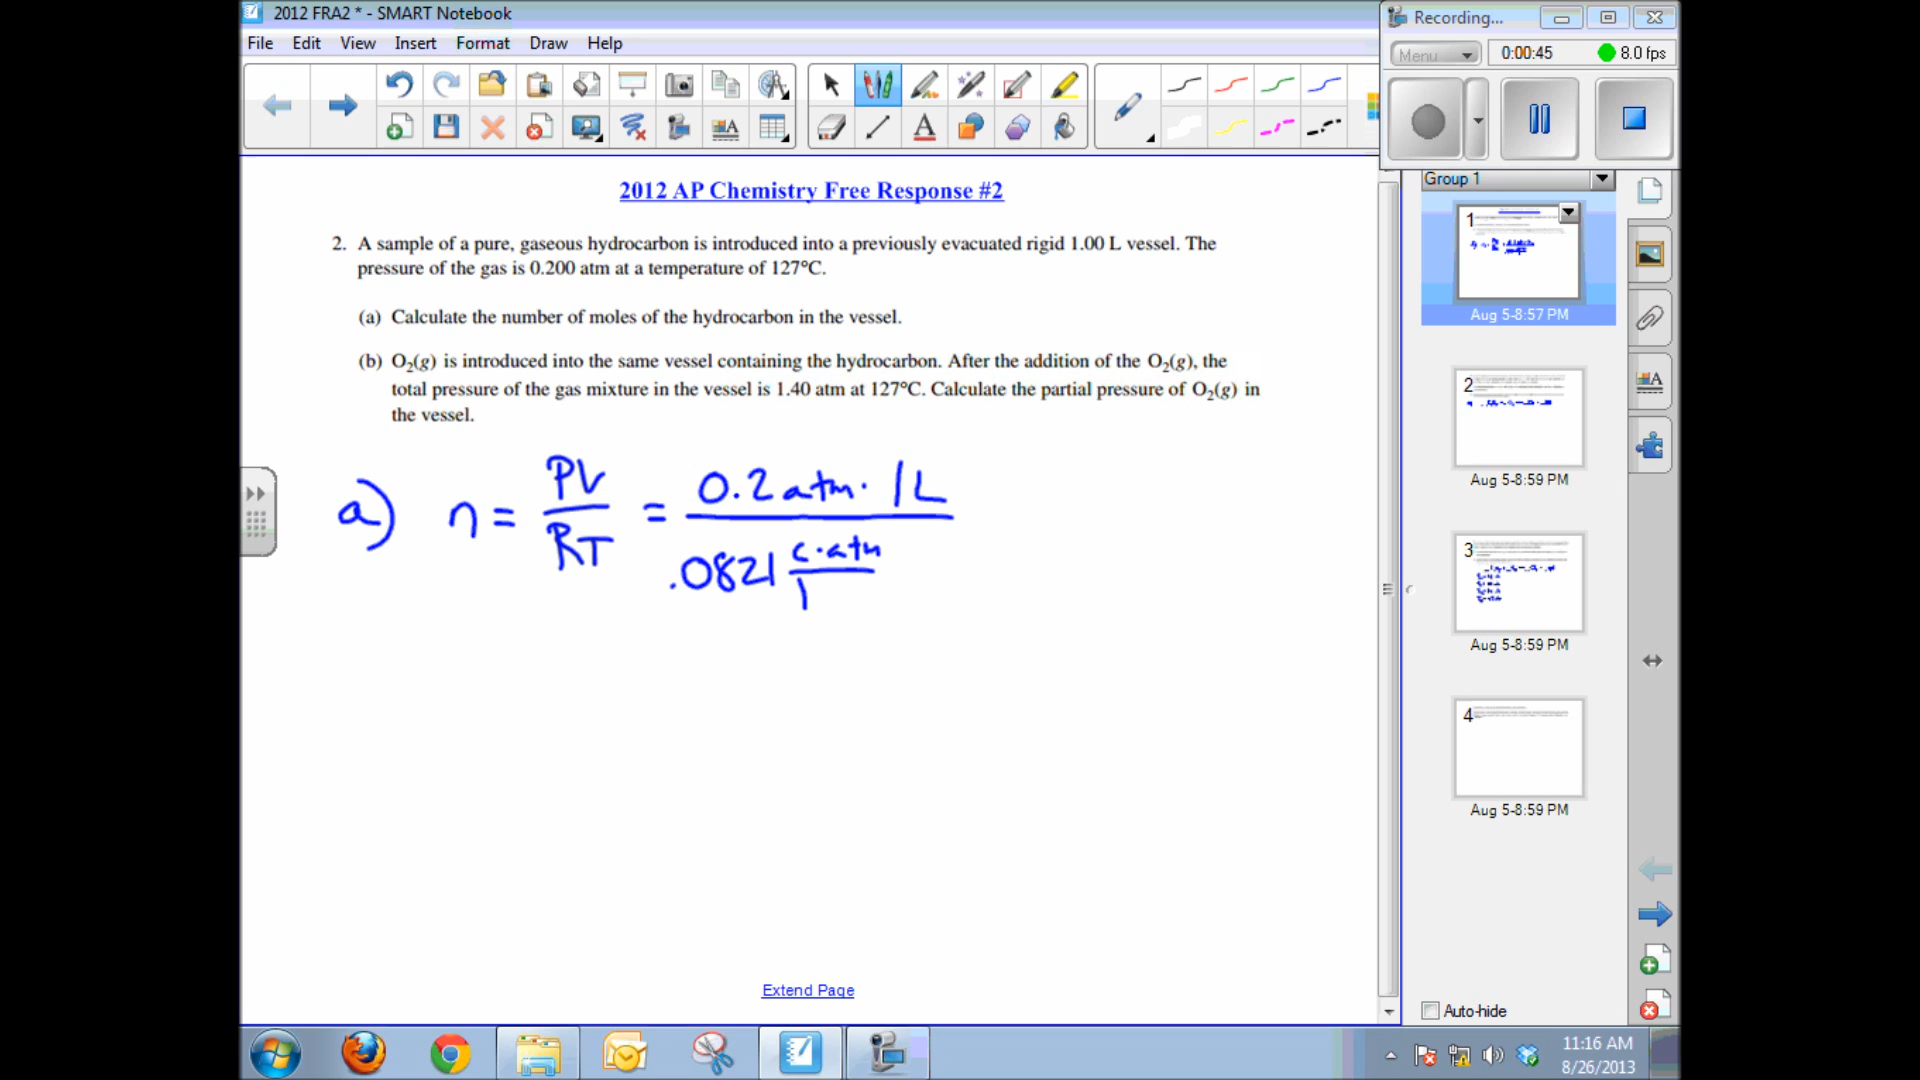 2012 FRA2 * - SMART Notebook
Recording...
File Edit View Insert Format Draw Help
Menu
0:00:45
8.0 fps
2012 AP Chemistry Free Response #2
2. A sample of a pure, gaseous hydrocarbon is introduced into a previously evacuated rigid 1.00 L vessel. The
pressure of the gas is 0.200 atm at a temperature of 127°C.
(a) Calculate the number of moles of the hydrocarbon in the vessel.
(b) O₂(g) is introduced into the same vessel containing the hydrocarbon. After the addition of the O₂(g), the
total pressure of the gas mixture in the vessel is 1.40 atm at 127°C. Calculate the partial pressure of O₂(g) in
the vessel.
a) n = PV / RT = 0.2 atm · 1L / .0821 L·atm /
Extend Page
Group 1
1
Aug 5-8:57 PM
2
Aug 5-8:59 PM
3
Aug 5-8:59 PM
4
Aug 5-8:59 PM
Auto-hide
11:16 AM
8/26/2013